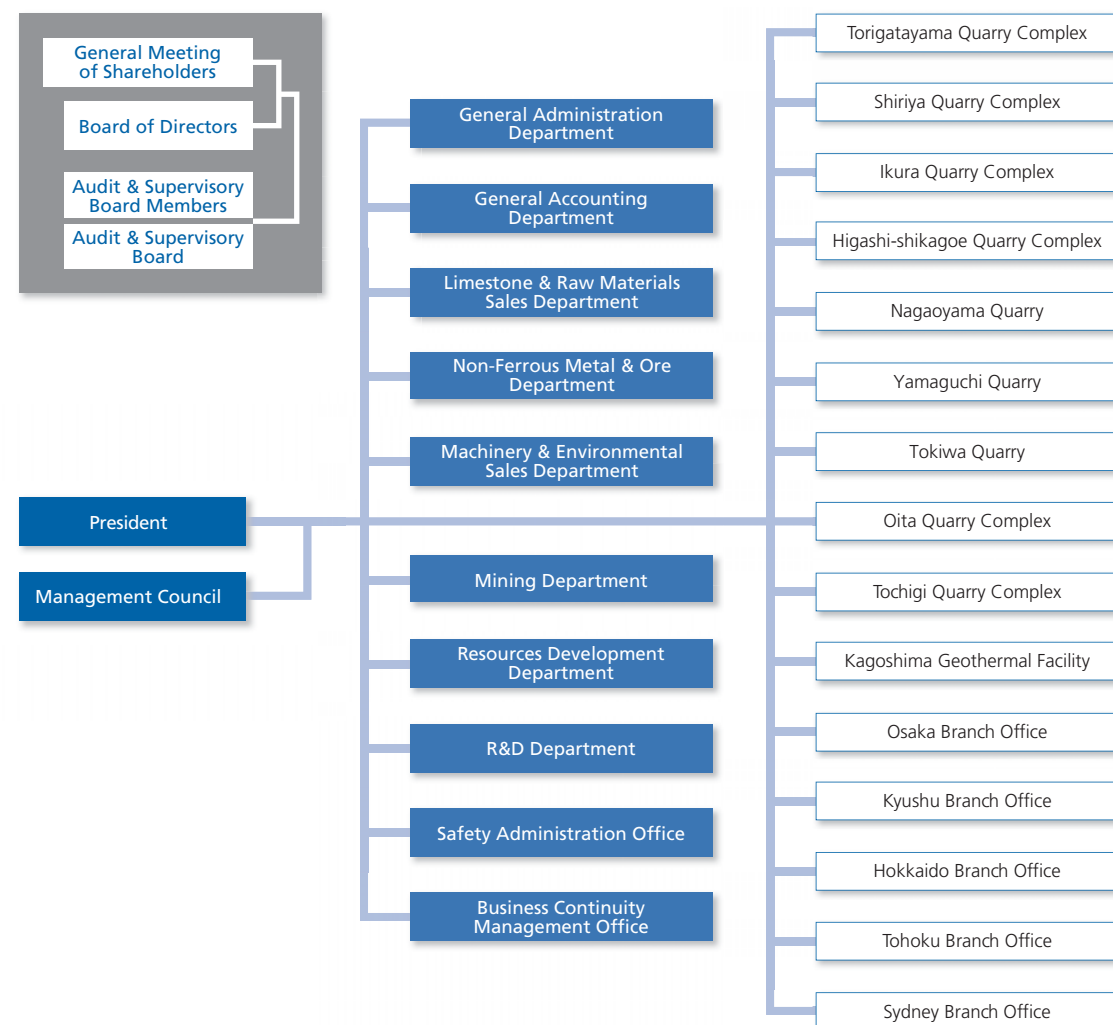 General Meeting
of Shareholders
Board of Directors
Audit & Supervisory
Board Members
Audit & Supervisory
Board
President
Management Council
General Administration
Department
General Accounting
Department
Limestone & Raw Materials
Sales Department
Non-Ferrous Metal & Ore
Department
Machinery & Environmental
Sales Department
Mining Department
Resources Development
Department
R&D Department
Safety Administration Office
Business Continuity
Management Office
Torigatayama Quarry Complex
Shiriya Quarry Complex
Ikura Quarry Complex
Higashi-shikagoe Quarry Complex
Nagaoyama Quarry
Yamaguchi Quarry
Tokiwa Quarry
Oita Quarry Complex
Tochigi Quarry Complex
Kagoshima Geothermal Facility
Osaka Branch Office
Kyushu Branch Office
Hokkaido Branch Office
Tohoku Branch Office
Sydney Branch Office